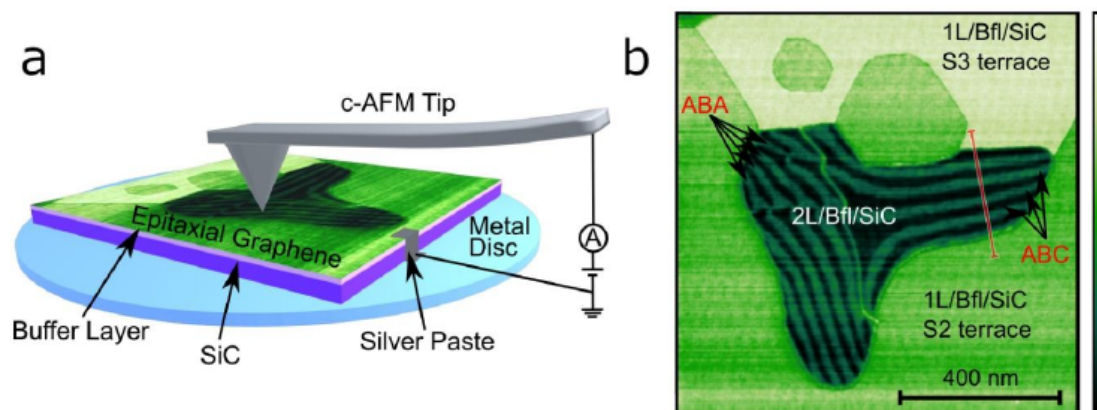 a
c-AFM Tip
Epitaxial Graphene
Metal
Disc
A
Buffer Layer
SiC
Silver Paste
b
1L/Bfl/SiC
S3 terrace
ABA
2L/Bfl/SiC
ABC
1L/Bfl/SiC
S2 terrace
400 nm